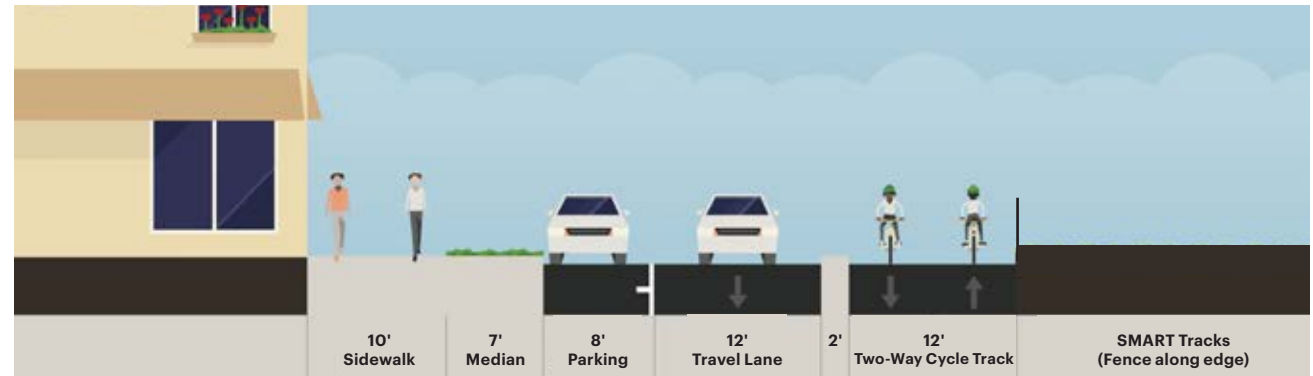 10'
Sidewalk
7'
Median
8'
Parking
12'
Travel Lane
2'
12'
Two-Way Cycle Track
SMART Tracks
(Fence along edge)